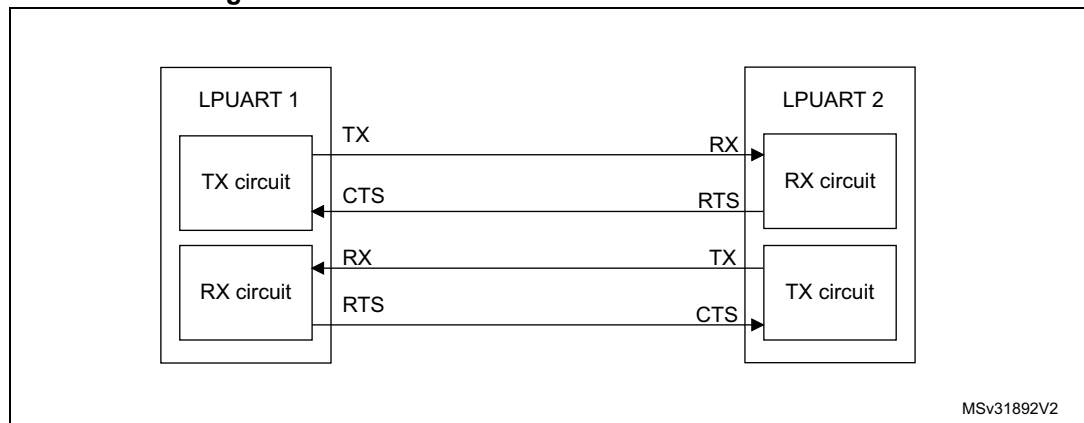 LPUART 1
LPUART 2
TX
RX
TX circuit
RX circuit
CTS
RTS
RX
TX
RX circuit
TX circuit
RTS
CTS
MSv31892V2